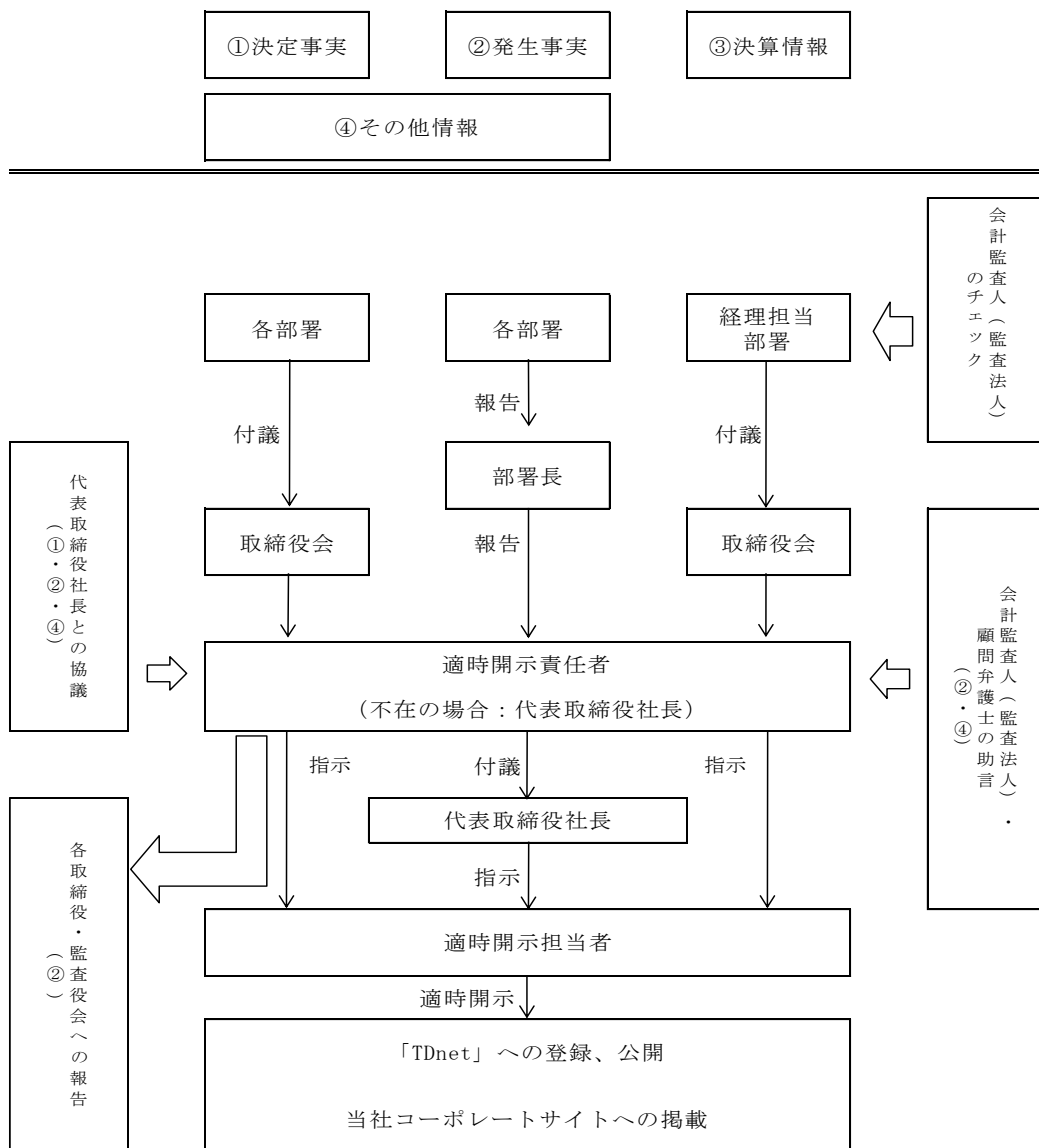 ①決定事実
②発生事実
③決算情報
④その他情報
会計監査人(監査法人)
のチェック
各部署
各部署
経理担当
部署
報告
付議
付議
代表取締役社長との協議
(①・②・④)
部署長
取締役会
報告
取締役会
会計監査人(監査法人)・
顧問弁護士の助言
(②・④)
適時開示責任者
(不在の場合:代表取締役社長)
指示
付議
指示
代表取締役社長
各取締役・監査役会への報告
(②)
指示
適時開示担当者
適時開示
「TDnet」への登録、公開
当社コーポレートサイトへの掲載